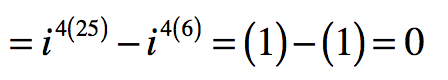 = i^{4(25)} − i^{4(6)} = (1) − (1) = 0